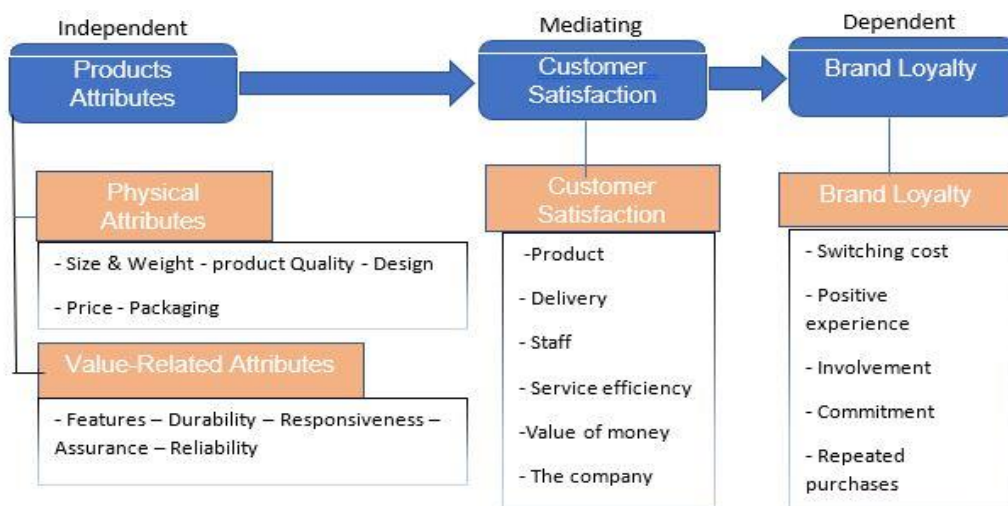 Independent
Products
Attributes
Mediating
Customer
Satisfaction
Dependent
Brand Loyalty
Physical
Attributes
- Size & Weight - product Quality - Design
- Price - Packaging
Value-Related Attributes
- Features – Durability – Responsiveness –
Assurance – Reliability
Customer
Satisfaction
-Product
- Delivery
- Staff
- Service efficiency
-Value of money
- The company
Brand Loyalty
- Switching cost
- Positive
experience
- Involvement
- Commitment
- Repeated
purchases